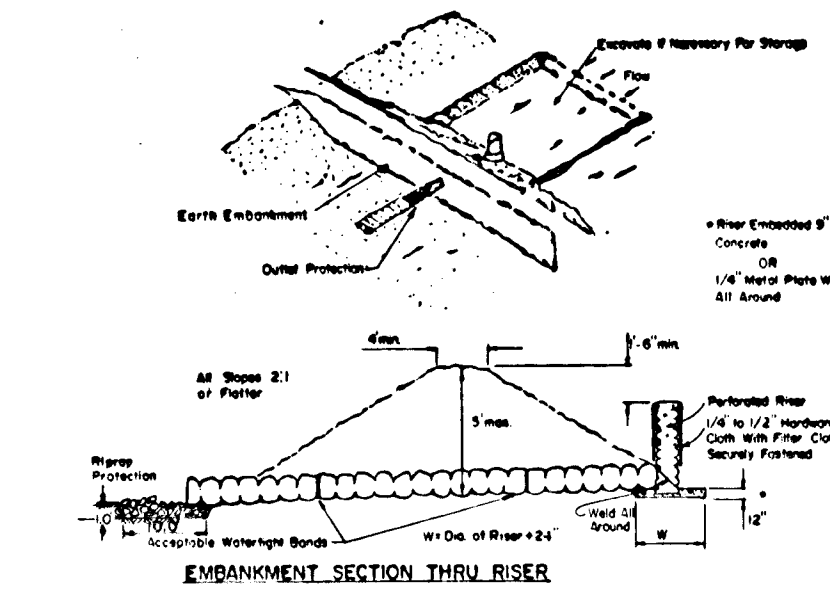 Excavate If Necessary For Storage
Flow
Earth Embankment
Outlet Protection
* Riser Embedded 9"
Concrete
OR
1/4" Metal Plate W
All Around
4'min.
1'-6" min.
All Slopes 2:1
or Flatter
5' max.
Perforated Riser
1/4" to 1/2" Hardwar
Cloth With Filter Clo
Securely Fastened
Riprap
Protection
1.0'
10.0'
Acceptable Watertight Bands
W= Dia. of Riser + 24"
Weld All
Around
W
12"
*
EMBANKMENT SECTION THRU RISER